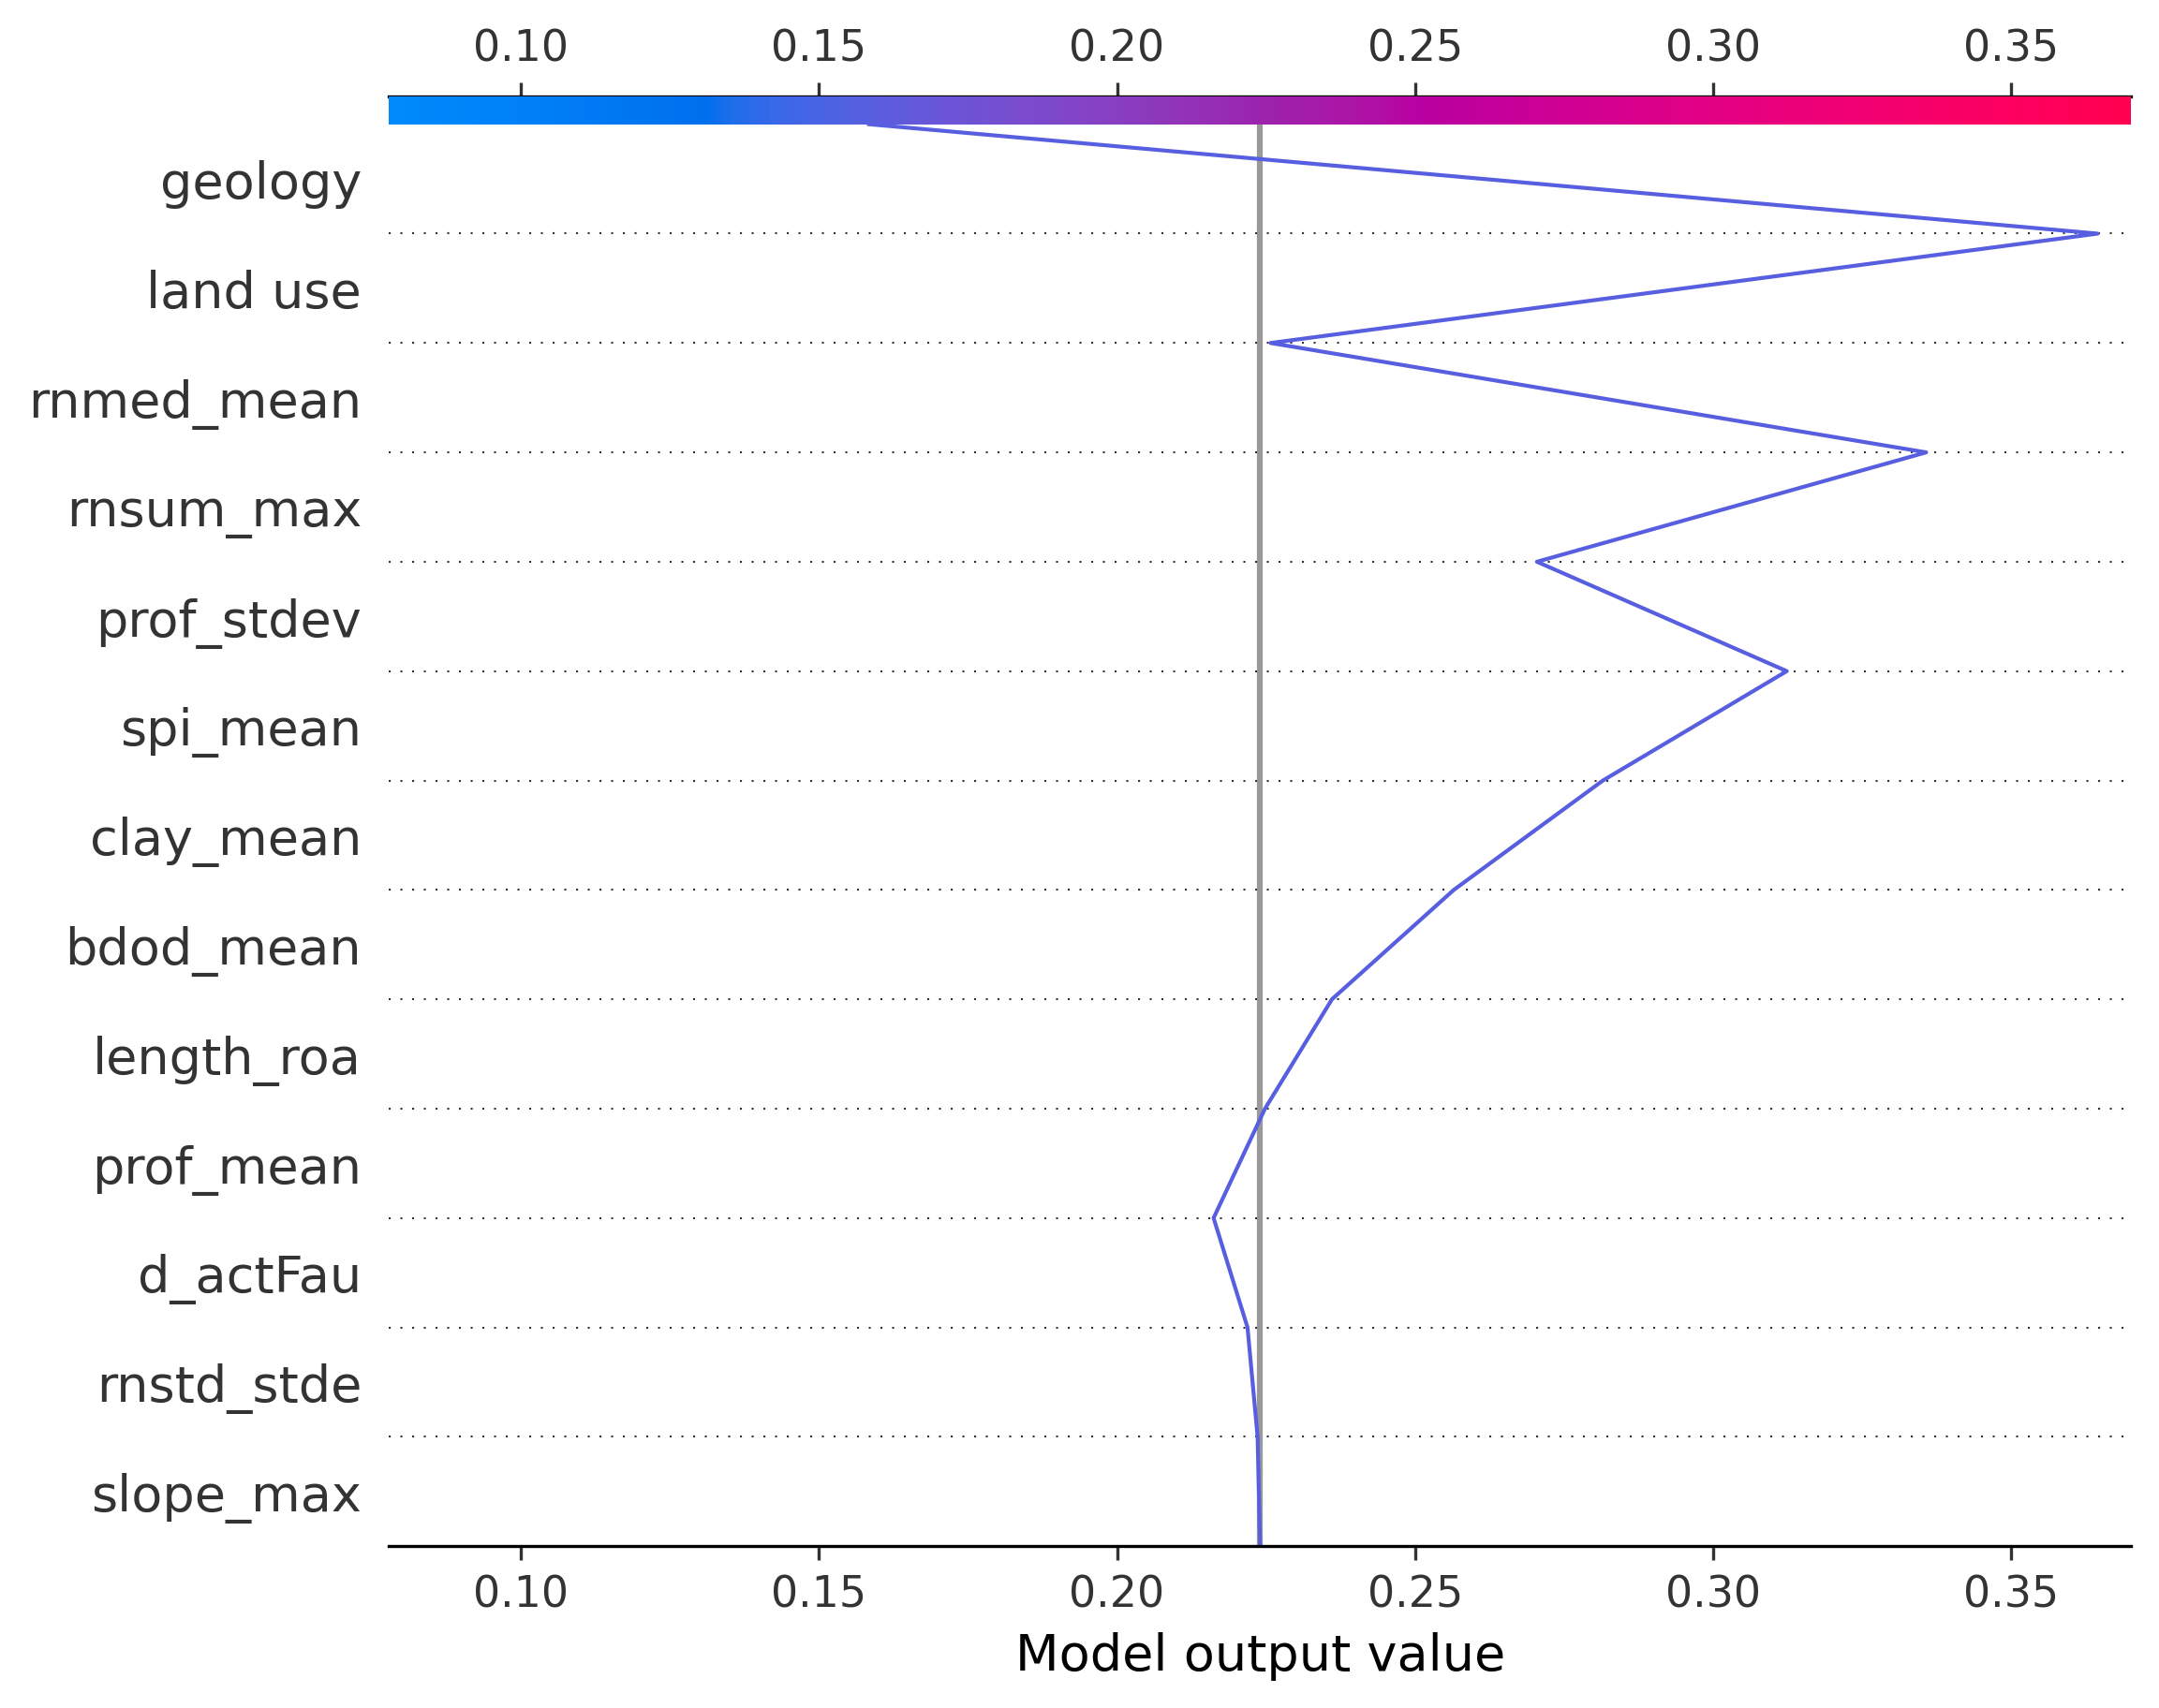 0.10 0.15 0.20 0.25 0.30 0.35
geology
land use
rnmed_mean
rnsum_max
prof_stdev
spi_mean
clay_mean
bdod_mean
length_roa
prof_mean
d_actFau
rnstd_stde
slope_max
0.10 0.15 0.20 0.25 0.30 0.35
Model output value